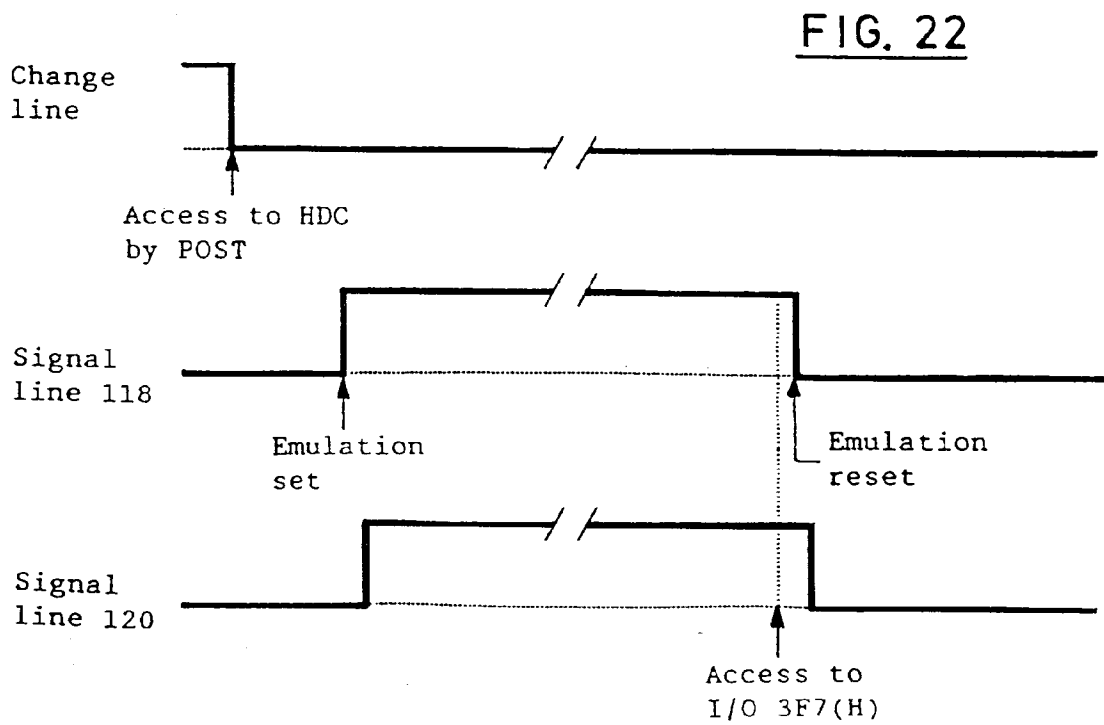 FIG. 22
Change
line
Access to HDC
by POST
Signal
line 118
Emulation
set
Emulation
reset
Signal
line 120
Access to
I/O 3F7(H)